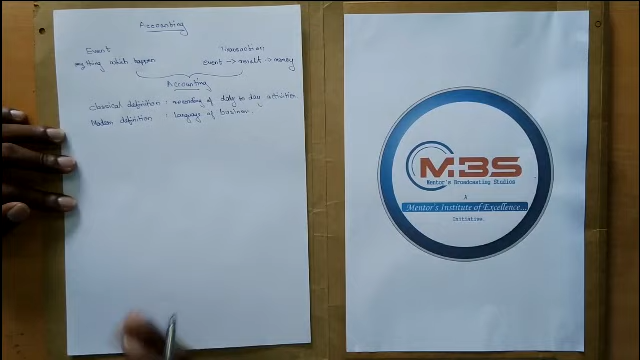 Accounting
Event
Transaction
anything which happen
event → result → money
Accounting
classical definition : recording of day to day activities
Modern definition : language of business.
MBS
Mentor's Broadcasting Studios
A
Mentor's Institute of Excellence...
Initiative.